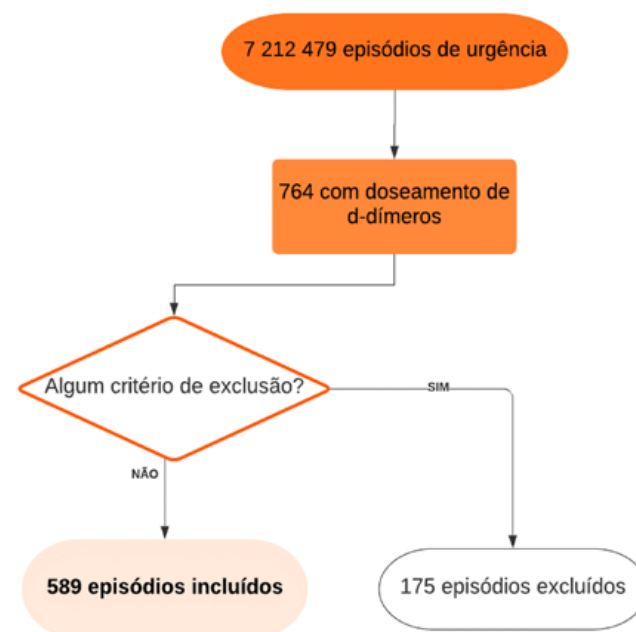 7 212 479 episódios de urgência
764 com doseamento de
d-dímeros
Algum critério de exclusão?
SIM
NÃO
589 episódios incluídos
175 episódios excluídos